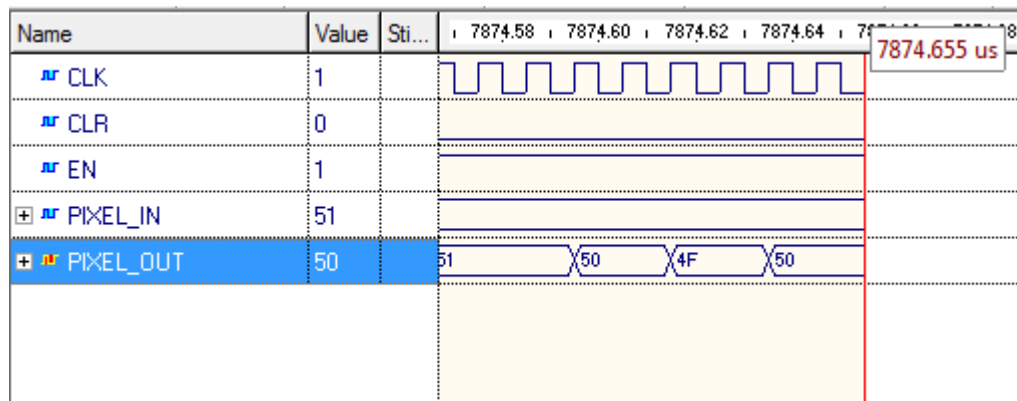 Name Value Sti... 7874.58 7874.60 7874.62 7874.64
7874.655 us
CLK 1
CLR 0
EN 1
PIXEL_IN 51
PIXEL_OUT 50 51 50 4F 50